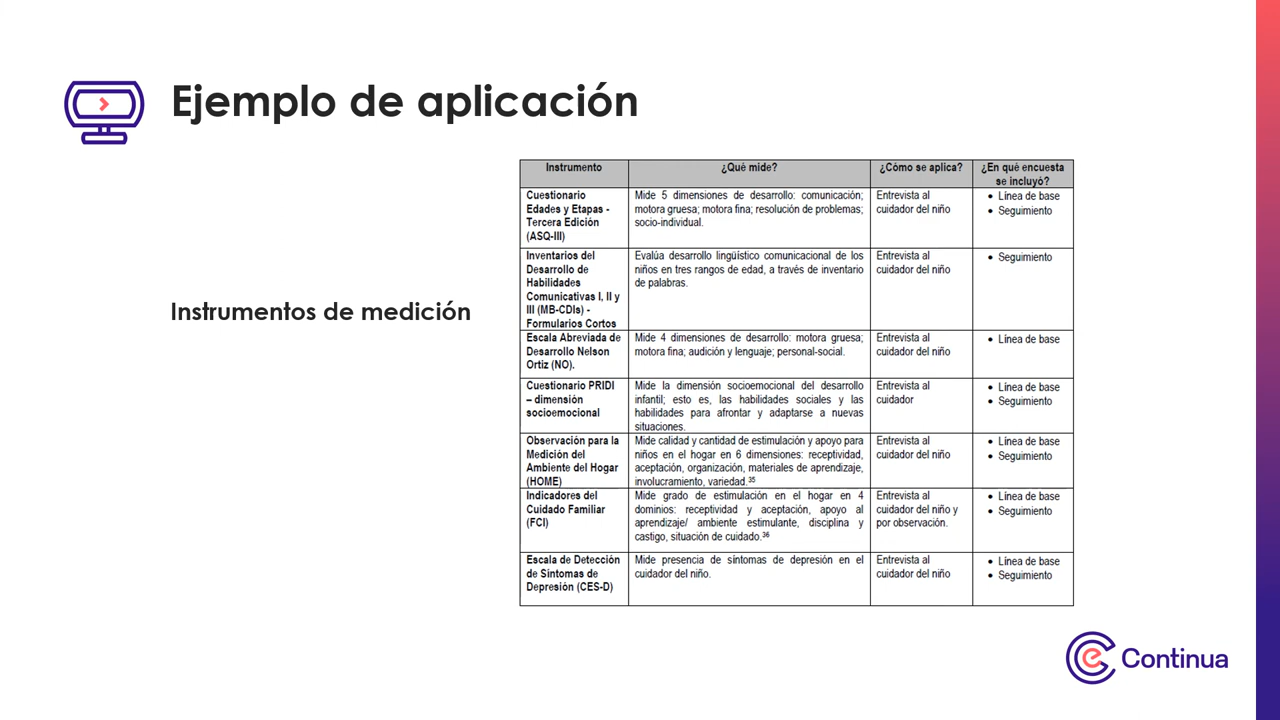 Ejemplo de aplicación
Instrumentos de medición
Instrumento
¿Qué mide?
¿Cómo se aplica?
¿En qué encuesta
se incluyó?
Cuestionario
Edades y Etapas -
Tercera Edición
(ASQ-III)
Mide 5 dimensiones de desarrollo: comunicación;
motora gruesa; motora fina; resolución de problemas;
socio-individual.
Entrevista al
cuidador del niño
• Línea de base
• Seguimiento
Inventarios del
Desarrollo de
Habilidades
Comunicativas I, II y
III (MB-CDIs) -
Formularios Cortos
Evalúa desarrollo lingüístico comunicacional de los
niños en tres rangos de edad, a través de inventario
de palabras.
Entrevista al
cuidador del niño
• Seguimiento
Escala Abreviada de
Desarrollo Nelson
Ortiz (NO).
Mide 4 dimensiones de desarrollo: motora gruesa;
motora fina; audición y lenguaje; personal-social.
Entrevista al
cuidador del niño
• Línea de base
Cuestionario PRIDI
– dimensión
socioemocional
Mide la dimensión socioemocional del desarrollo
infantil; esto es, las habilidades sociales y las
habilidades para afrontar y adaptarse a nuevas
situaciones.
Entrevista al
cuidador
• Línea de base
• Seguimiento
Observación para la
Medición del
Ambiente del Hogar
(HOME)
Mide calidad y cantidad de estimulación y apoyo para
niños en el hogar en 6 dimensiones: receptividad,
aceptación, organización, materiales de aprendizaje,
involucramiento, variedad.³⁵
Entrevista al
cuidador del niño
• Línea de base
• Seguimiento
Indicadores del
Cuidado Familiar
(FCI)
Mide grado de estimulación en el hogar en 4
dominios: receptividad y aceptación, apoyo al
aprendizaje/ ambiente estimulante, disciplina y
castigo, situación de cuidado.³⁶
Entrevista al
cuidador del niño y
por observación.
• Línea de base
• Seguimiento
Escala de Detección
de Síntomas de
Depresión (CES-D)
Mide presencia de síntomas de depresión en el
cuidador del niño.
Entrevista al
cuidador del niño
• Línea de base
• Seguimiento
e Continua